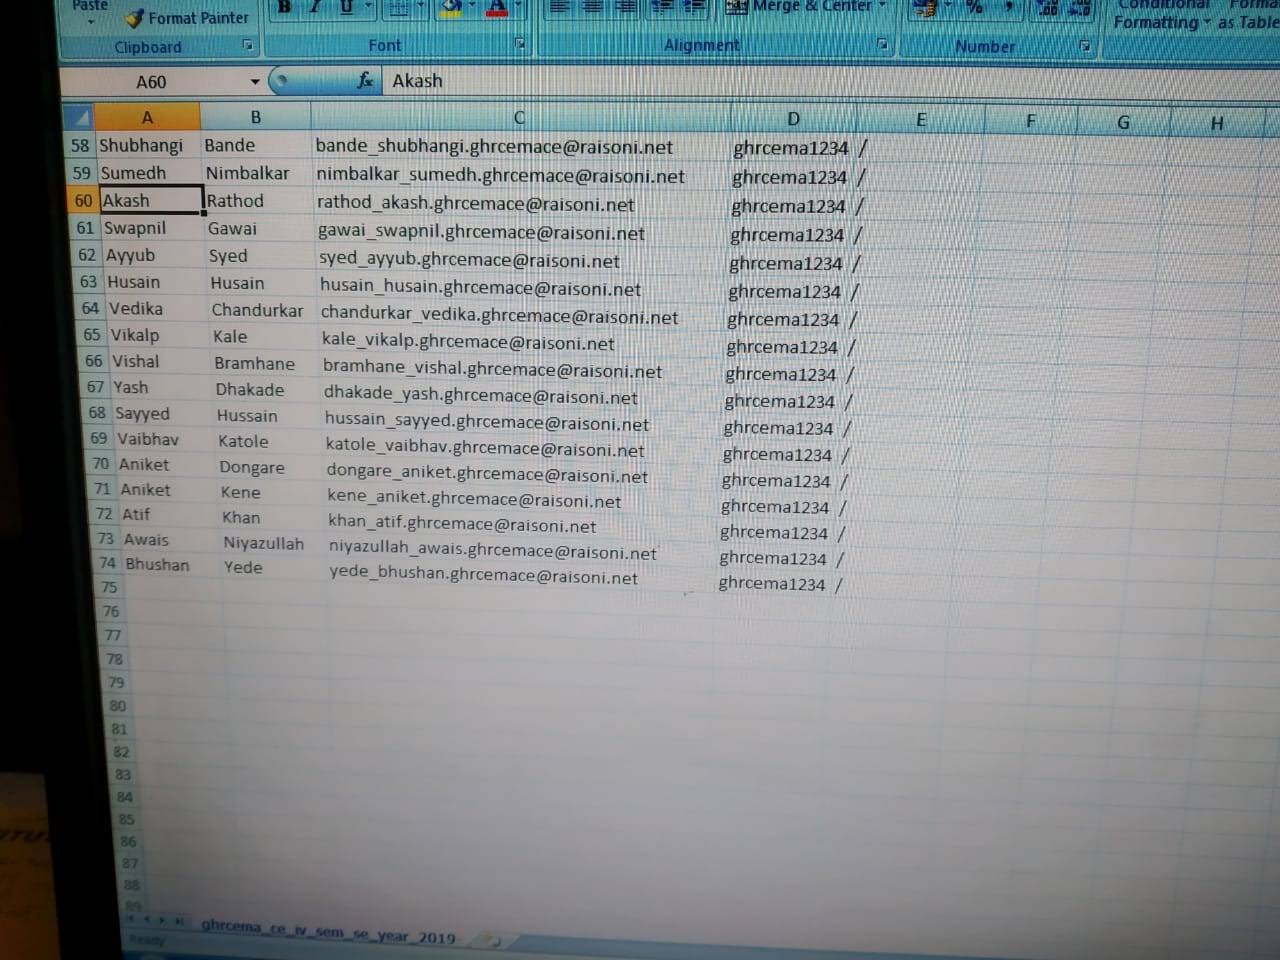 Paste
Format Painter
B I U
Merge & Center
%
Conditional
Formatting as Table
Clipboard
Font
Alignment
Number
A60 fx Akash
A B C D E F G H
58 Shubhangi Bande bande_shubhangi.ghrcemace@raisoni.net ghrcema1234 /
59 Sumedh Nimbalkar nimbalkar_sumedh.ghrcemace@raisoni.net ghrcema1234 /
60 Akash Rathod rathod_akash.ghrcemace@raisoni.net ghrcema1234 /
61 Swapnil Gawai gawai_swapnil.ghrcemace@raisoni.net ghrcema1234 /
62 Ayyub Syed syed_ayyub.ghrcemace@raisoni.net ghrcema1234 /
63 Husain Husain husain_husain.ghrcemace@raisoni.net ghrcema1234 /
64 Vedika Chandurkar chandurkar_vedika.ghrcemace@raisoni.net ghrcema1234 /
65 Vikalp Kale kale_vikalp.ghrcemace@raisoni.net ghrcema1234 /
66 Vishal Bramhane bramhane_vishal.ghrcemace@raisoni.net ghrcema1234 /
67 Yash Dhakade dhakade_yash.ghrcemace@raisoni.net ghrcema1234 /
68 Sayyed Hussain hussain_sayyed.ghrcemace@raisoni.net ghrcema1234 /
69 Vaibhav Katole katole_vaibhav.ghrcemace@raisoni.net ghrcema1234 /
70 Aniket Dongare dongare_aniket.ghrcemace@raisoni.net ghrcema1234 /
71 Aniket Kene kene_aniket.ghrcemace@raisoni.net ghrcema1234 /
72 Atif Khan khan_atif.ghrcemace@raisoni.net ghrcema1234 /
73 Awais Niyazullah niyazullah_awais.ghrcemace@raisoni.net ghrcema1234 /
74 Bhushan Yede yede_bhushan.ghrcemace@raisoni.net ghrcema1234 /
75
76
77
78
79
80
81
82
83
84
85
86
87
88
89
ghrcema_ce_iv_sem_se_year_2019
Ready